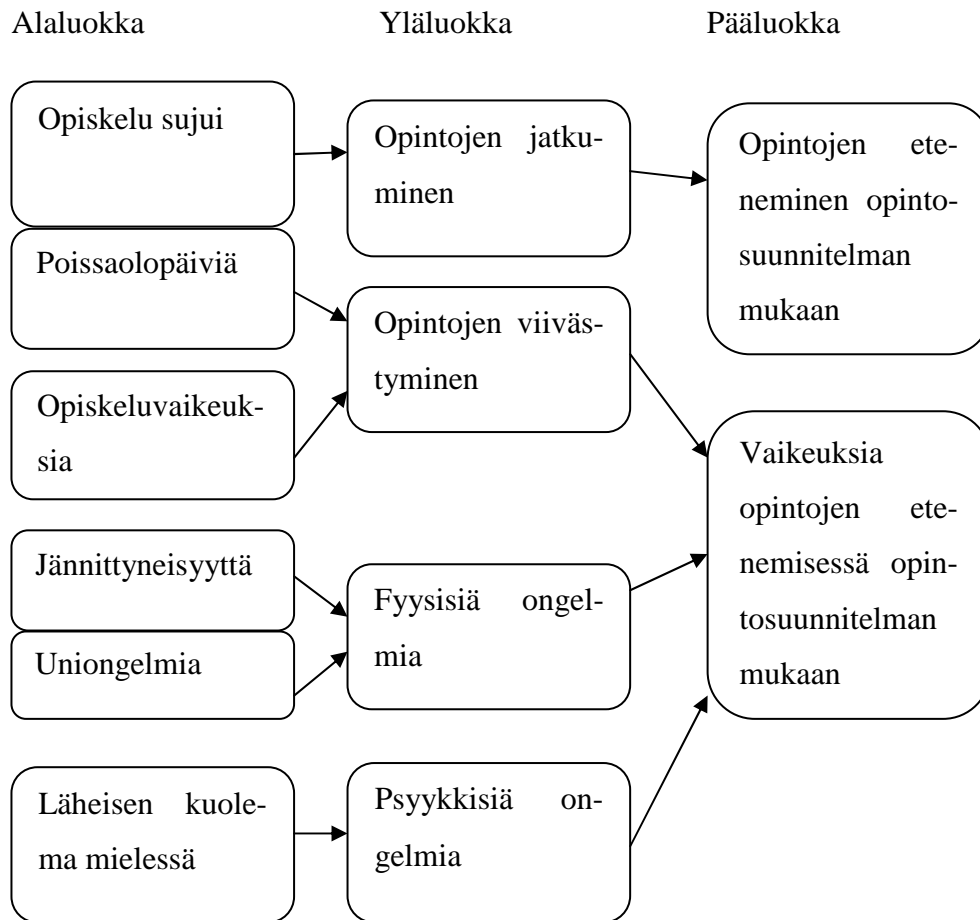 Alaluokka Yläluokka Pääluokka
Opiskelu sujui
Poissaolopäiviä
Opiskeluvaikeuk-
sia
Jännittyneisyyttä
Uniongelmia
Läheisen kuole-
ma mielessä
Opintojen jatku-
minen
Opintojen viiväs-
tyminen
Fyysisiä ongel-
mia
Psyykkisiä on-
gelmia
Opintojen ete-
neminen opinto-
suunnitelman
mukaan
Vaikeuksia
opintojen ete-
nemisessä opin-
tosuunnitelman
mukaan